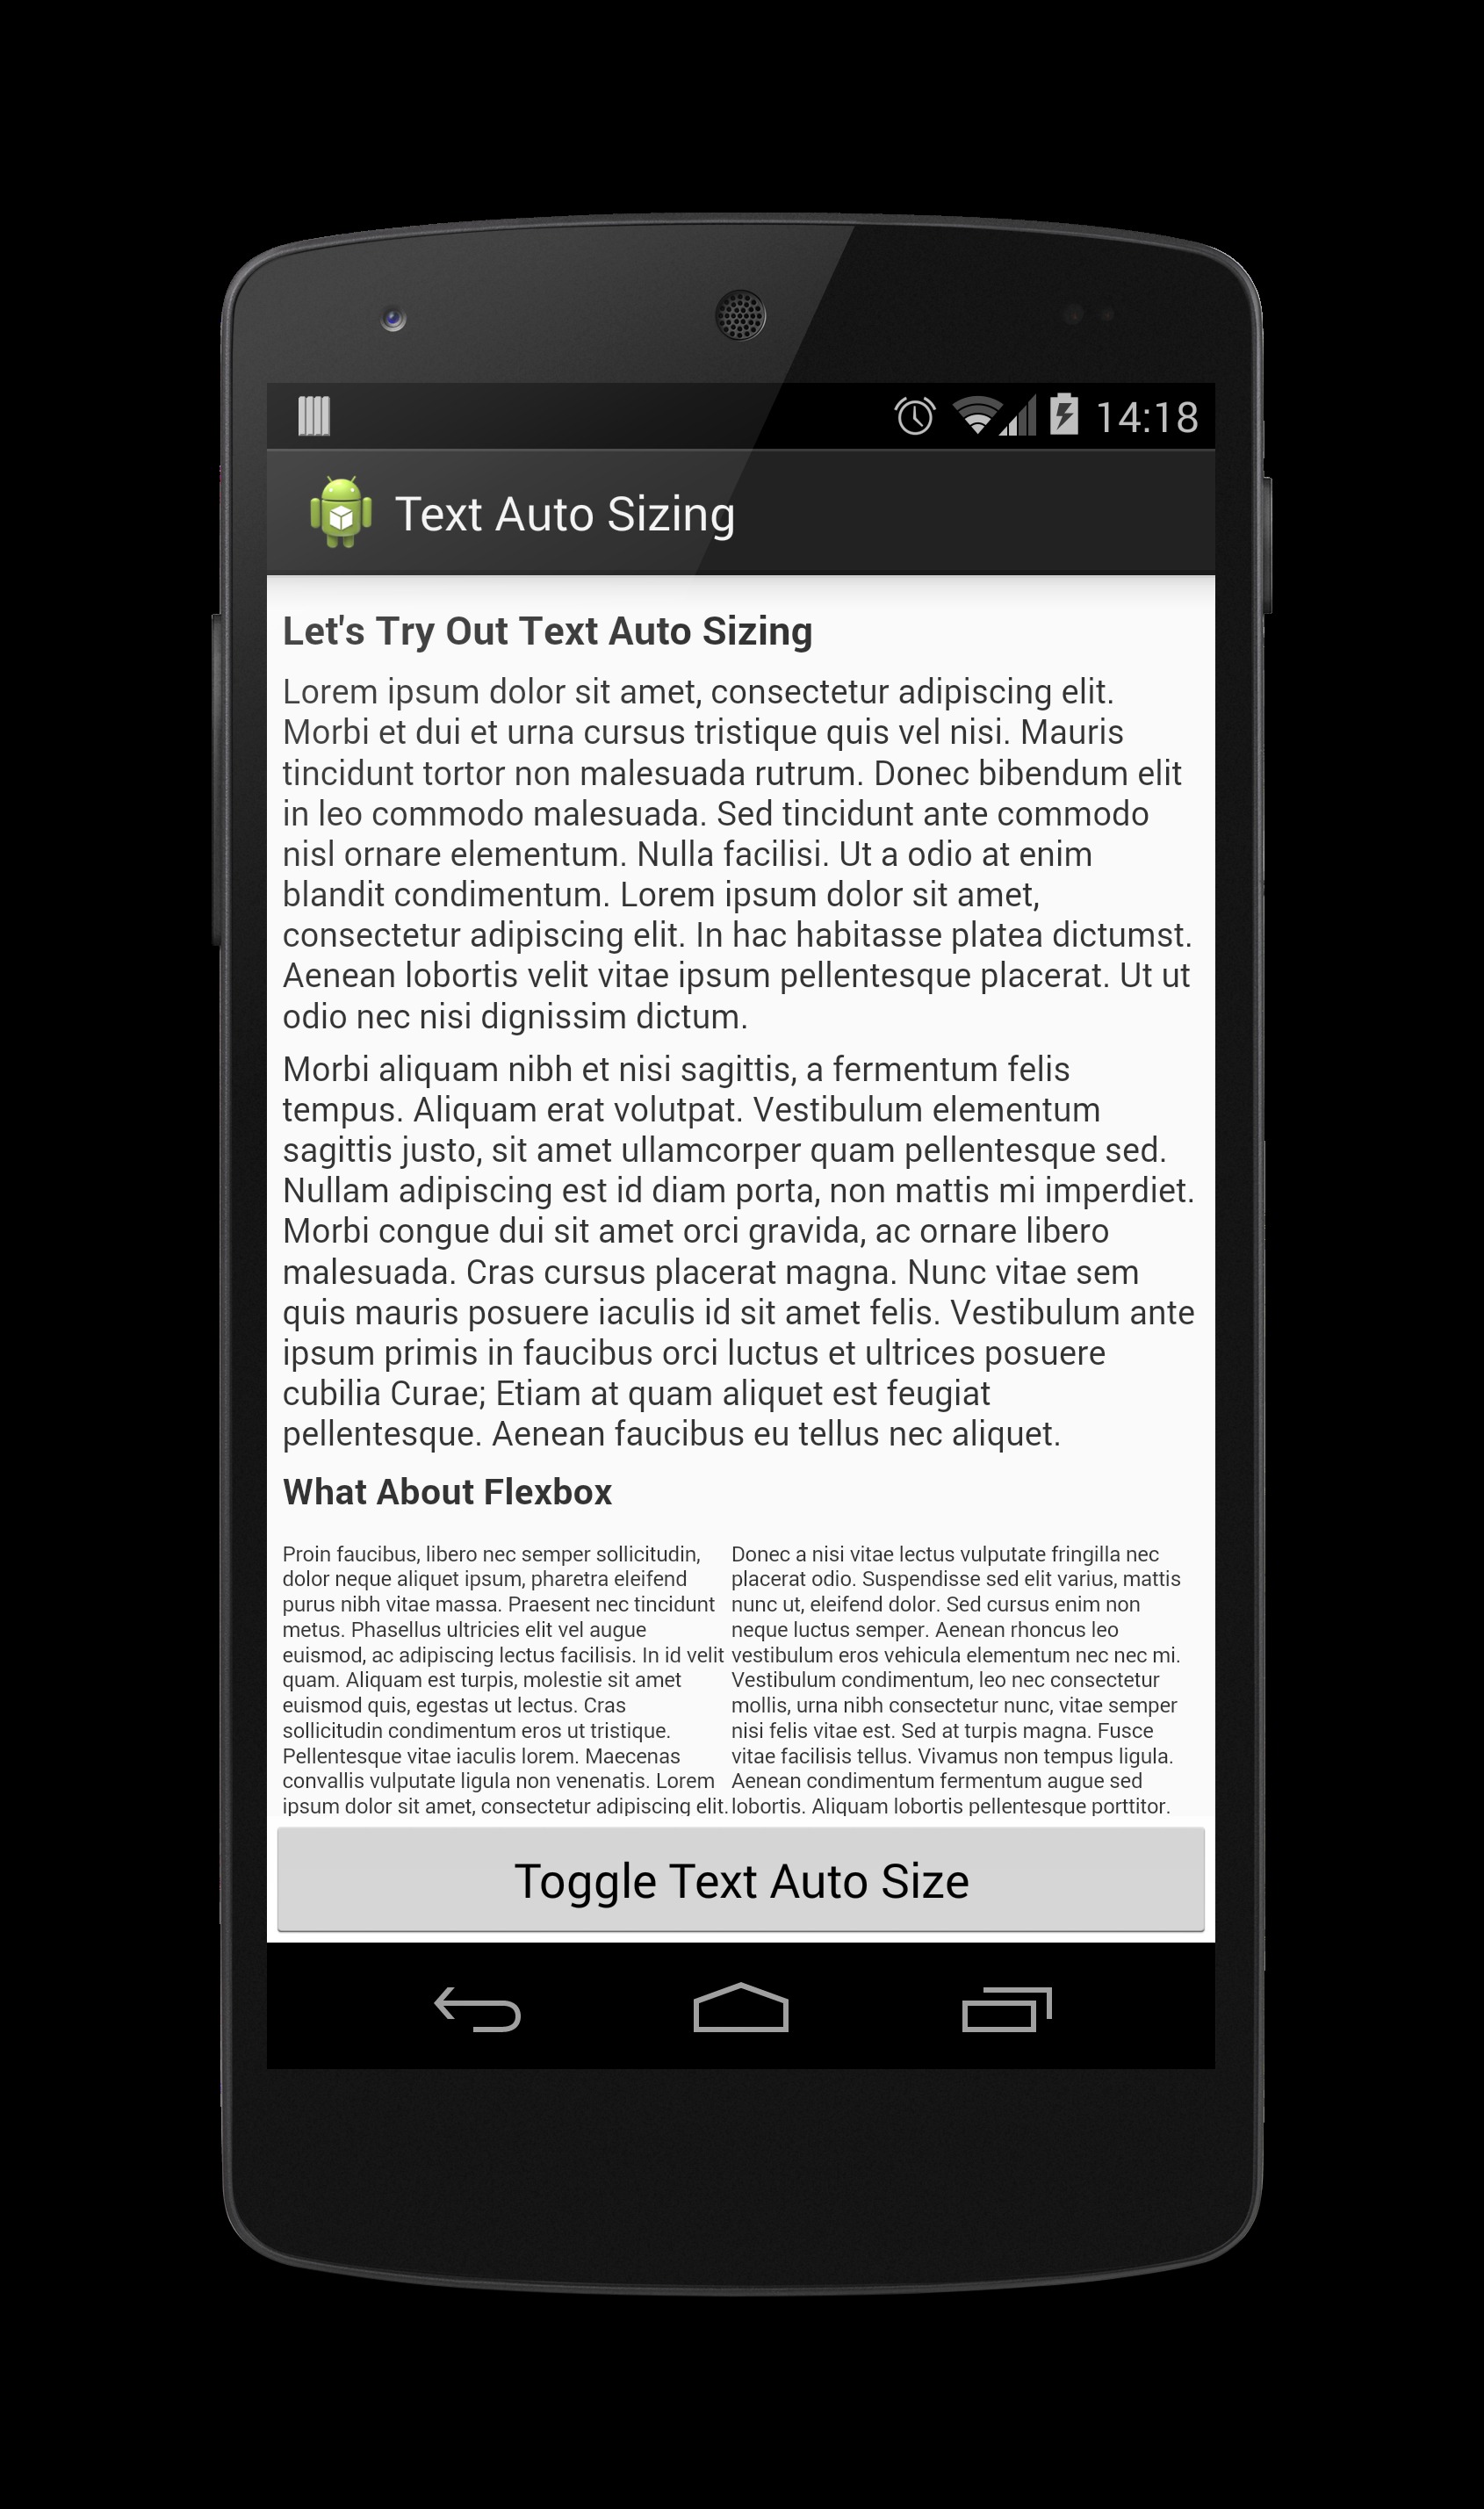 14:18
Text Auto Sizing
Let's Try Out Text Auto Sizing
Lorem ipsum dolor sit amet, consectetur adipiscing elit.
Morbi et dui et urna cursus tristique quis vel nisi. Mauris
tincidunt tortor non malesuada rutrum. Donec bibendum elit
in leo commodo malesuada. Sed tincidunt ante commodo
nisl ornare elementum. Nulla facilisi. Ut a odio at enim
blandit condimentum. Lorem ipsum dolor sit amet,
consectetur adipiscing elit. In hac habitasse platea dictumst.
Aenean lobortis velit vitae ipsum pellentesque placerat. Ut ut
odio nec nisi dignissim dictum.
Morbi aliquam nibh et nisi sagittis, a fermentum felis
tempus. Aliquam erat volutpat. Vestibulum elementum
sagittis justo, sit amet ullamcorper quam pellentesque sed.
Nullam adipiscing est id diam porta, non mattis mi imperdiet.
Morbi congue dui sit amet orci gravida, ac ornare libero
malesuada. Cras cursus placerat magna. Nunc vitae sem
quis mauris posuere iaculis id sit amet felis. Vestibulum ante
ipsum primis in faucibus orci luctus et ultrices posuere
cubilia Curae; Etiam at quam aliquet est feugiat
pellentesque. Aenean faucibus eu tellus nec aliquet.
What About Flexbox
Proin faucibus, libero nec semper sollicitudin,
dolor neque aliquet ipsum, pharetra eleifend
purus nibh vitae massa. Praesent nec tincidunt
metus. Phasellus ultricies elit vel augue
euismod, ac adipiscing lectus facilisis. In id velit
quam. Aliquam est turpis, molestie sit amet
euismod quis, egestas ut lectus. Cras
sollicitudin condimentum eros ut tristique.
Pellentesque vitae iaculis lorem. Maecenas
convallis vulputate ligula non venenatis. Lorem
ipsum dolor sit amet, consectetur adipiscing elit.
Donec a nisi vitae lectus vulputate fringilla nec
placerat odio. Suspendisse sed elit varius, mattis
nunc ut, eleifend dolor. Sed cursus enim non
neque luctus semper. Aenean rhoncus leo
vestibulum eros vehicula elementum nec nec mi.
Vestibulum condimentum, leo nec consectetur
mollis, urna nibh consectetur nunc, vitae semper
nisi felis vitae est. Sed at turpis magna. Fusce
vitae facilisis tellus. Vivamus non tempus ligula.
Aenean condimentum fermentum augue sed
lobortis. Aliquam lobortis pellentesque porttitor.
Toggle Text Auto Size